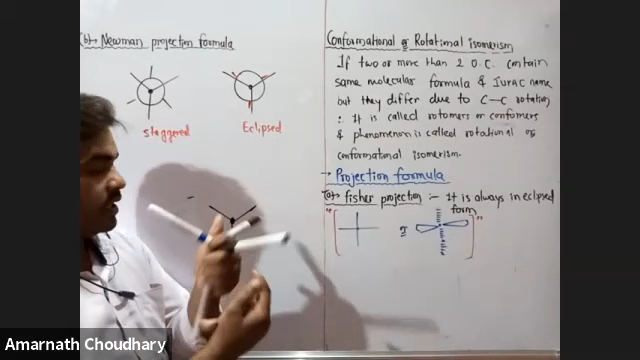 (b)→ Newman projection formula
staggered
Eclipsed
Conformational or Rotational isomerism
If two or more than 2 O.C. contain
same molecular formula & IUPAC name
but they differ due to C–C rotation
∴ It is called rotomers or confomers
& phenomenon is called rotational or
conformational isomerism.
→ Projection formula
(a)→ fisher projection :- It is always in eclipsed
form
Amarnath Choudhary